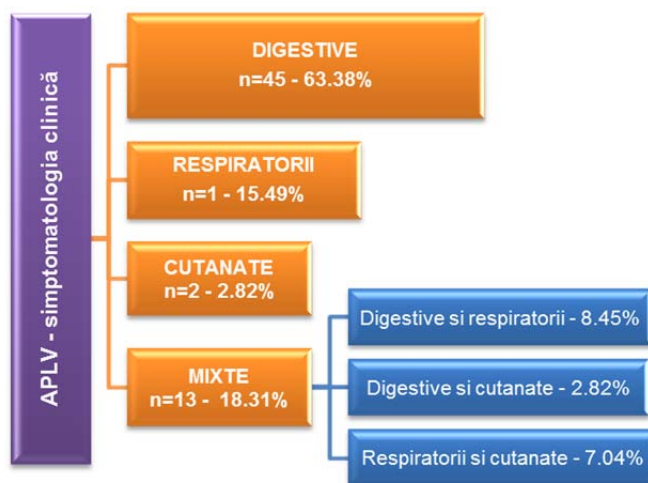 APLV - simptomatologia clinică
DIGESTIVE
n=45 - 63.38%
RESPIRATORII
n=1 - 15.49%
CUTANATE
n=2 - 2.82%
MIXTE
n=13 - 18.31%
Digestive si respiratorii - 8.45%
Digestive si cutanate - 2.82%
Respiratorii si cutanate - 7.04%